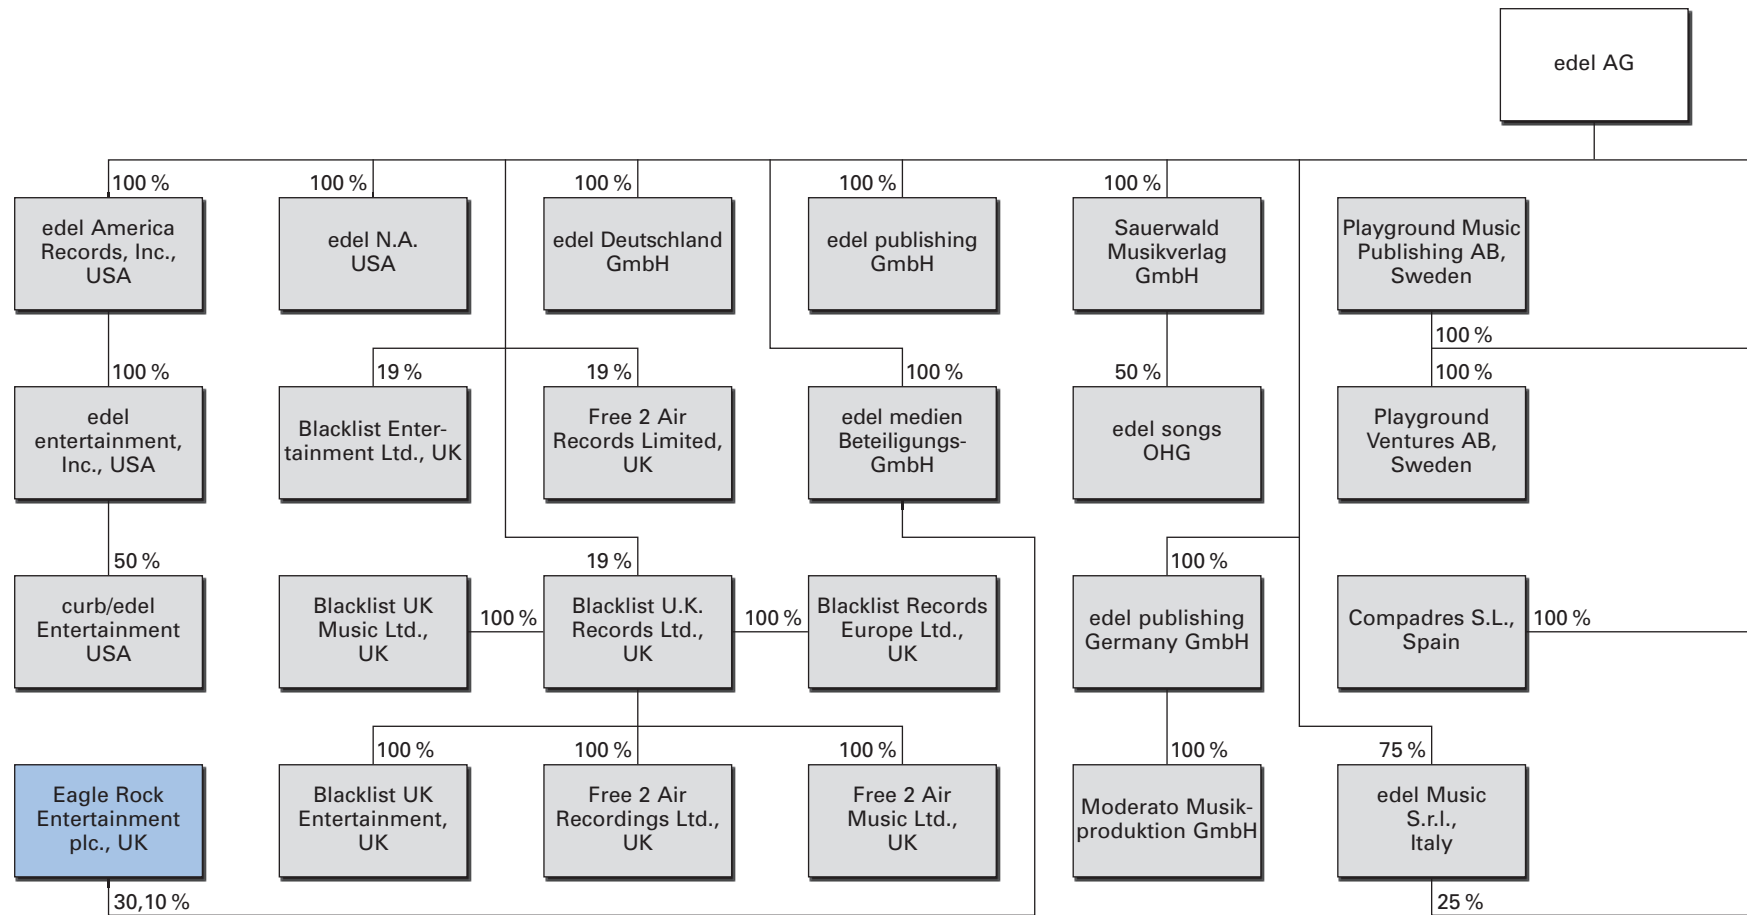 edel AG
100 %
100 %
100 %
100 %
100 %
edel America
Records, Inc.,
USA
edel N.A.
USA
edel Deutschland
GmbH
edel publishing
GmbH
Sauerwald
Musikverlag
GmbH
Playground Music
Publishing AB,
Sweden
100 %
100 %
19 %
19 %
100 %
50 %
100 %
edel
entertainment,
Inc., USA
Blacklist Enter-
tainment Ltd., UK
Free 2 Air
Records Limited,
UK
edel medien
Beteiligungs-
GmbH
edel songs
OHG
Playground
Ventures AB,
Sweden
50 %
19 %
100 %
curb/edel
Entertainment
USA
Blacklist UK
Music Ltd.,
UK
100 %
Blacklist U.K.
Records Ltd.,
UK
100 %
Blacklist Records
Europe Ltd.,
UK
edel publishing
Germany GmbH
Compadres S.L.,
Spain
100 %
100 %
100 %
100 %
100 %
75 %
Eagle Rock
Entertainment
plc., UK
Blacklist UK
Entertainment,
UK
Free 2 Air
Recordings Ltd.,
UK
Free 2 Air
Music Ltd.,
UK
Moderato Musik-
produktion GmbH
edel Music
S.r.l.,
Italy
30,10 %
25 %